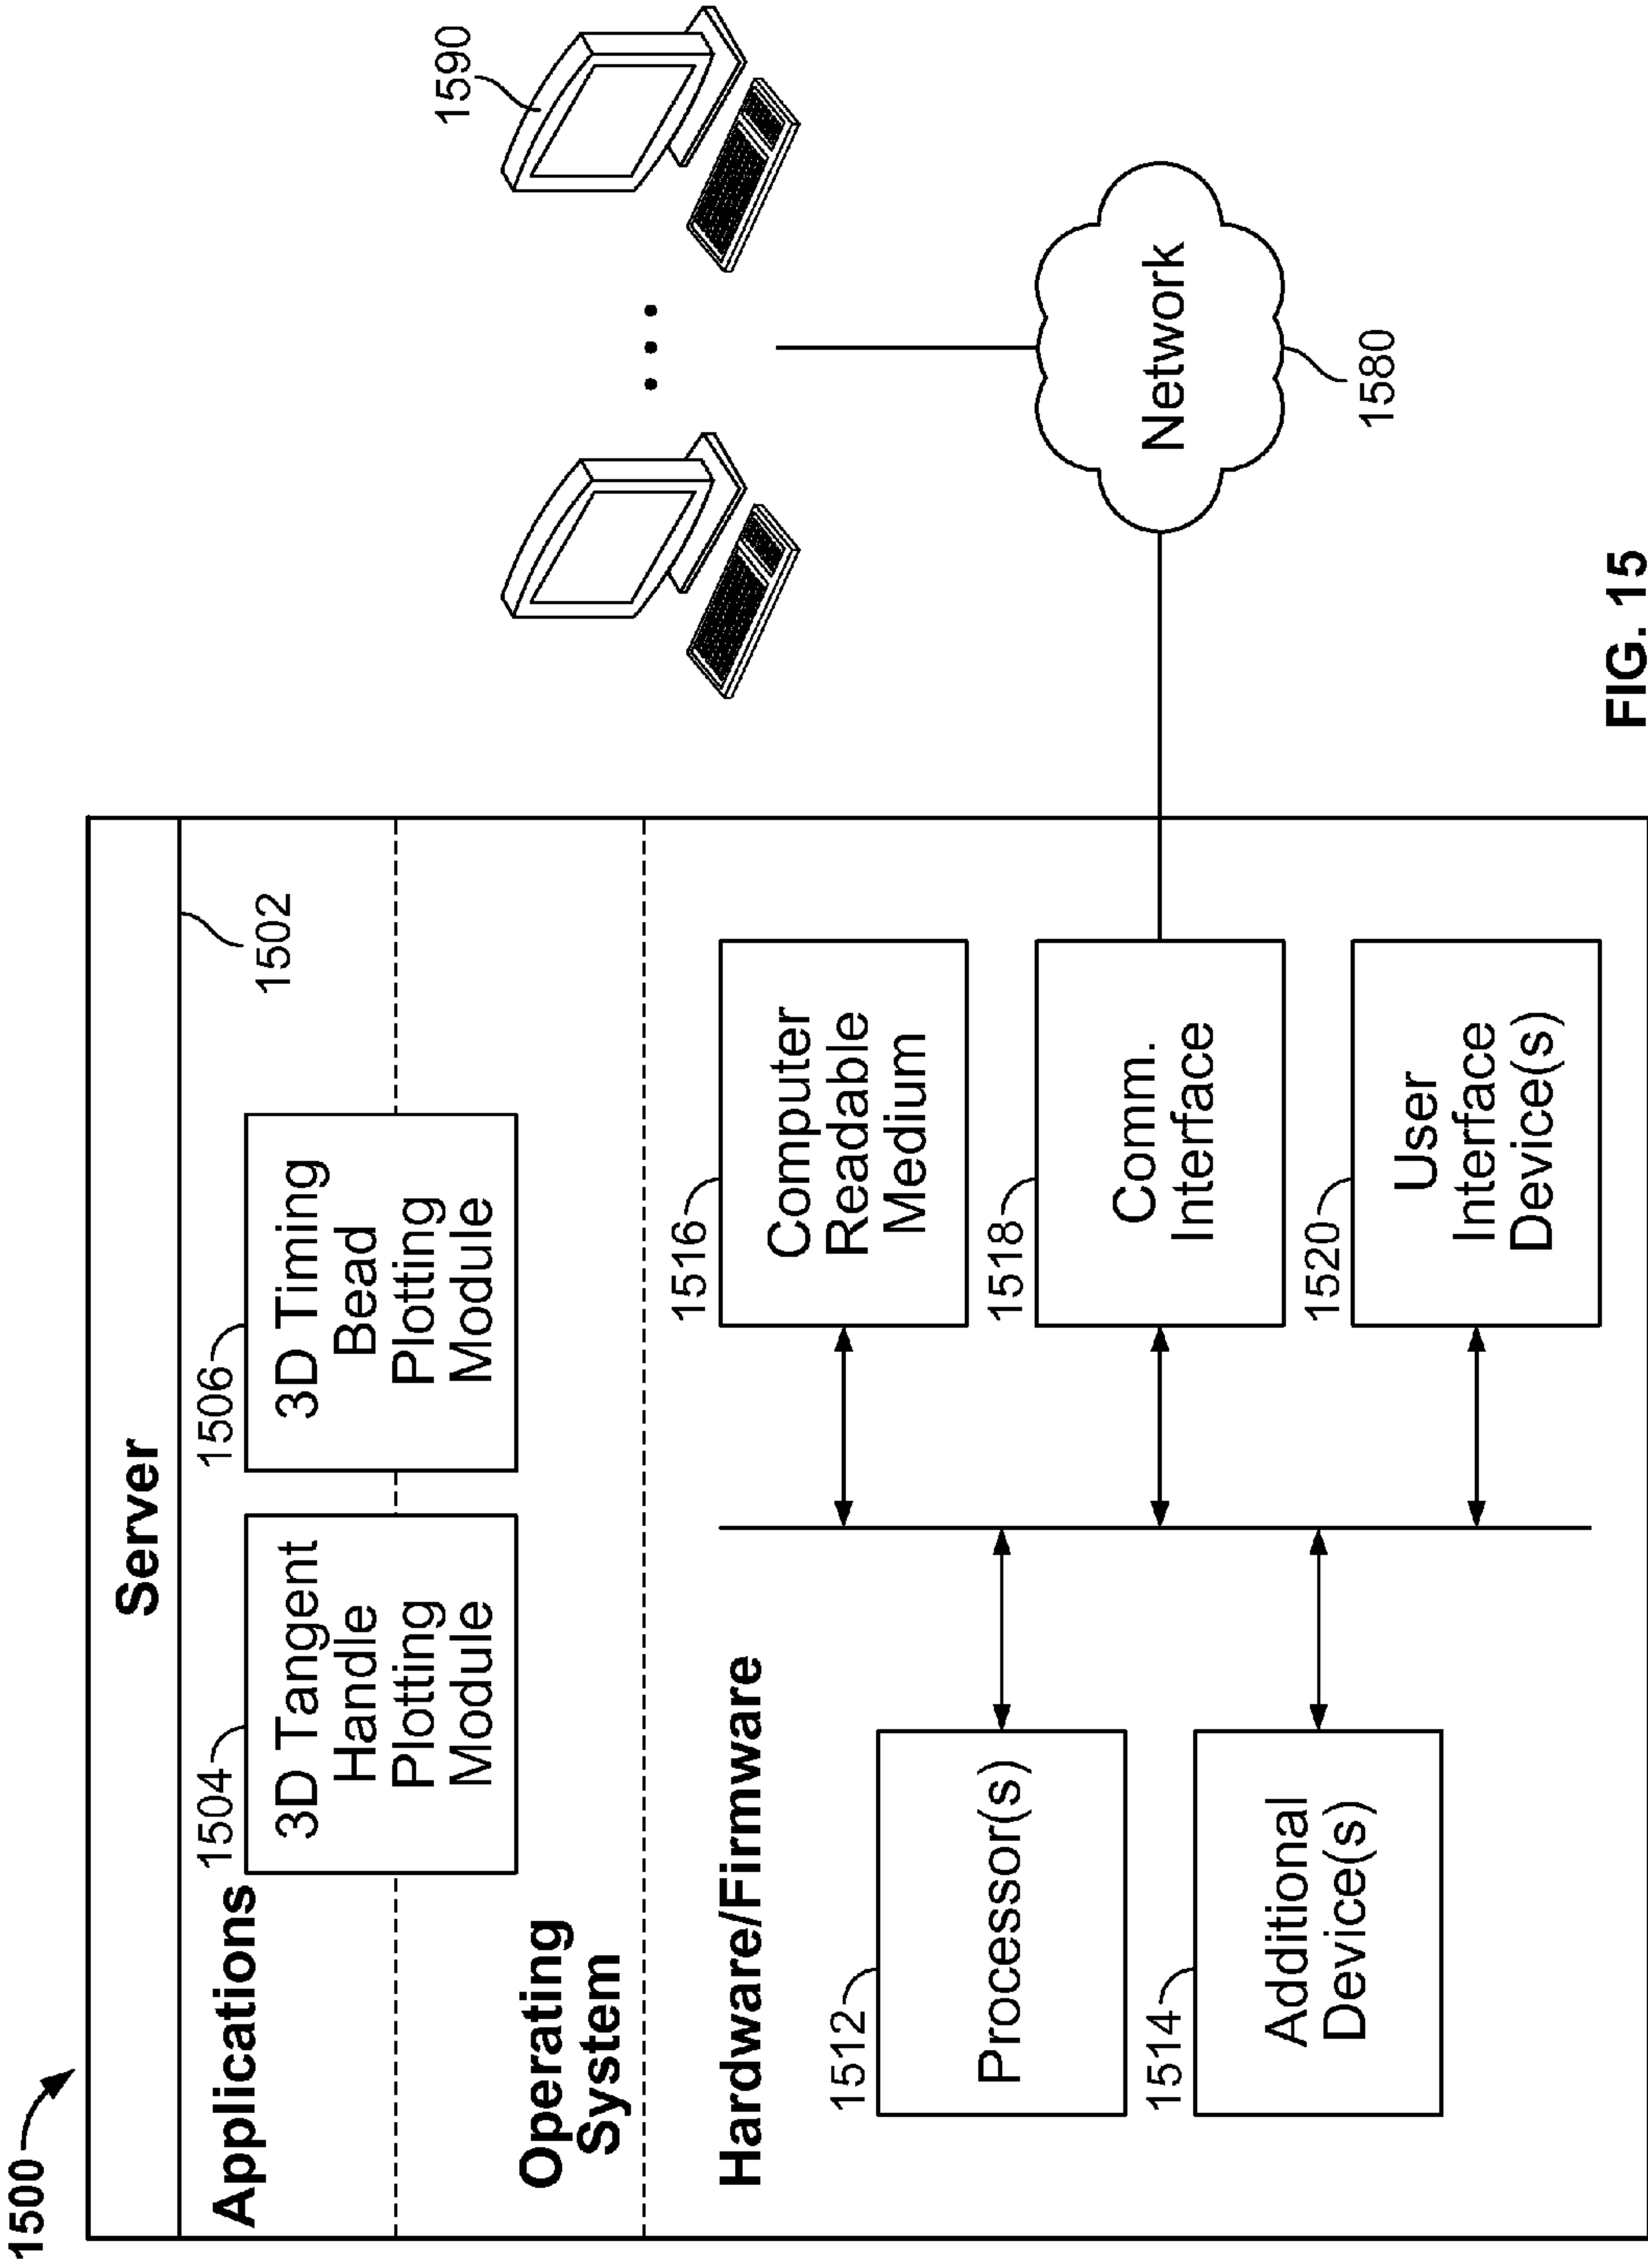 1500
Server
1502
Applications
1504
3D Tangent
Handle
Plotting
Module
1506
3D Timing
Bead
Plotting
Module
Operating
System
Hardware/Firmware
1512
Processor(s)
1514
Additional
Device(s)
1516
Computer
Readable
Medium
1518
Comm.
Interface
1520
User
Interface
Device(s)
1590
Network
1580
FIG. 15